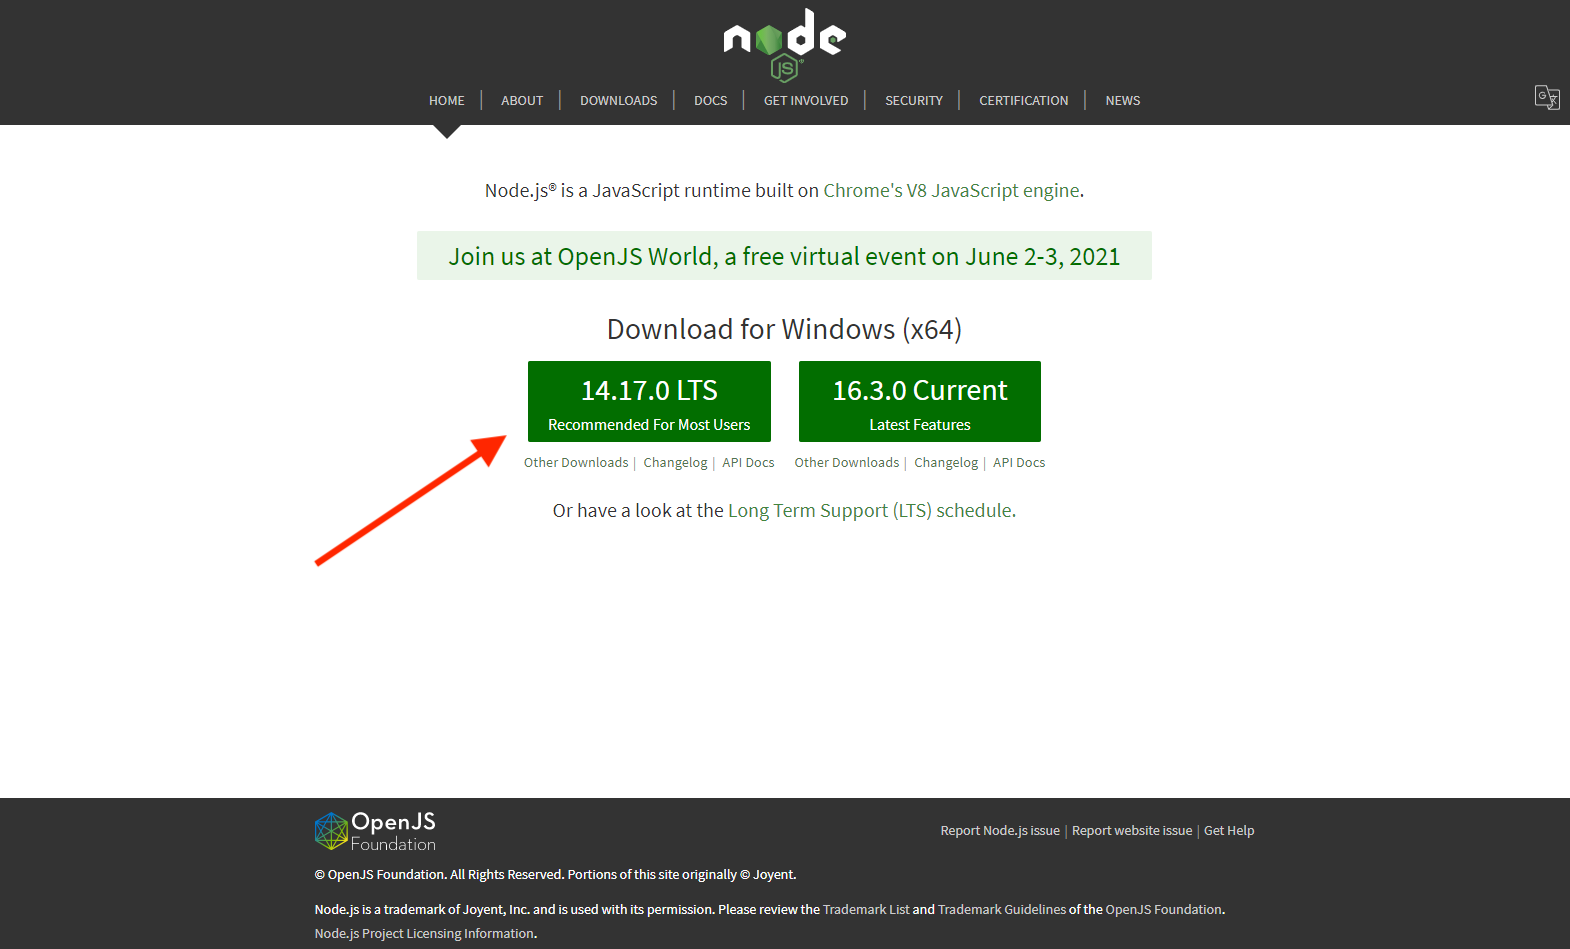 node
JS
HOME | ABOUT | DOWNLOADS | DOCS | GET INVOLVED | SECURITY | CERTIFICATION | NEWS
Node.js® is a JavaScript runtime built on Chrome's V8 JavaScript engine.
Join us at OpenJS World, a free virtual event on June 2-3, 2021
Download for Windows (x64)
14.17.0 LTS
Recommended For Most Users
Other Downloads | Changelog | API Docs
16.3.0 Current
Latest Features
Other Downloads | Changelog | API Docs
Or have a look at the Long Term Support (LTS) schedule.
OpenJS
Foundation
Report Node.js issue | Report website issue | Get Help
© OpenJS Foundation. All Rights Reserved. Portions of this site originally © Joyent.
Node.js is a trademark of Joyent, Inc. and is used with its permission. Please review the Trademark List and Trademark Guidelines of the OpenJS Foundation.
Node.js Project Licensing Information.